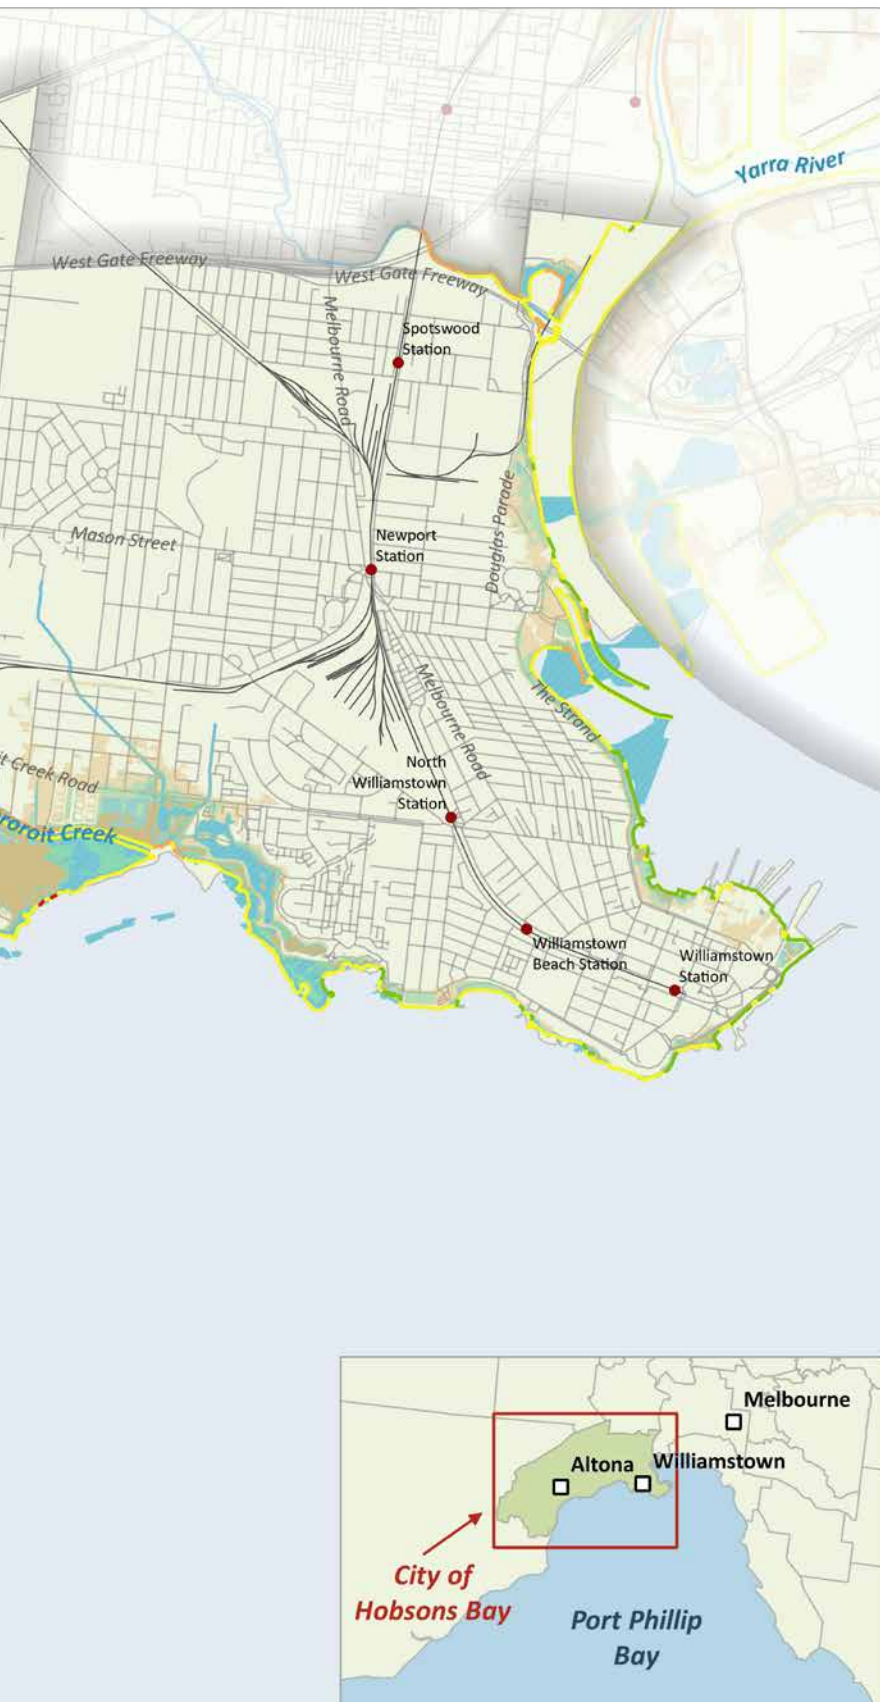 Yarra River
West Gate Freeway
West Gate Freeway
Melbourne Road
Spotswood
Station
Douglas Parade
Mason Street
Newport
Station
Melbourne Road
The Strand
North
Williamstown
Station
Creek Road
Creek
Williamstown
Beach Station
Williamstown
Station
Melbourne
Altona
Williamstown
City of
Hobsons Bay
Port Phillip
Bay